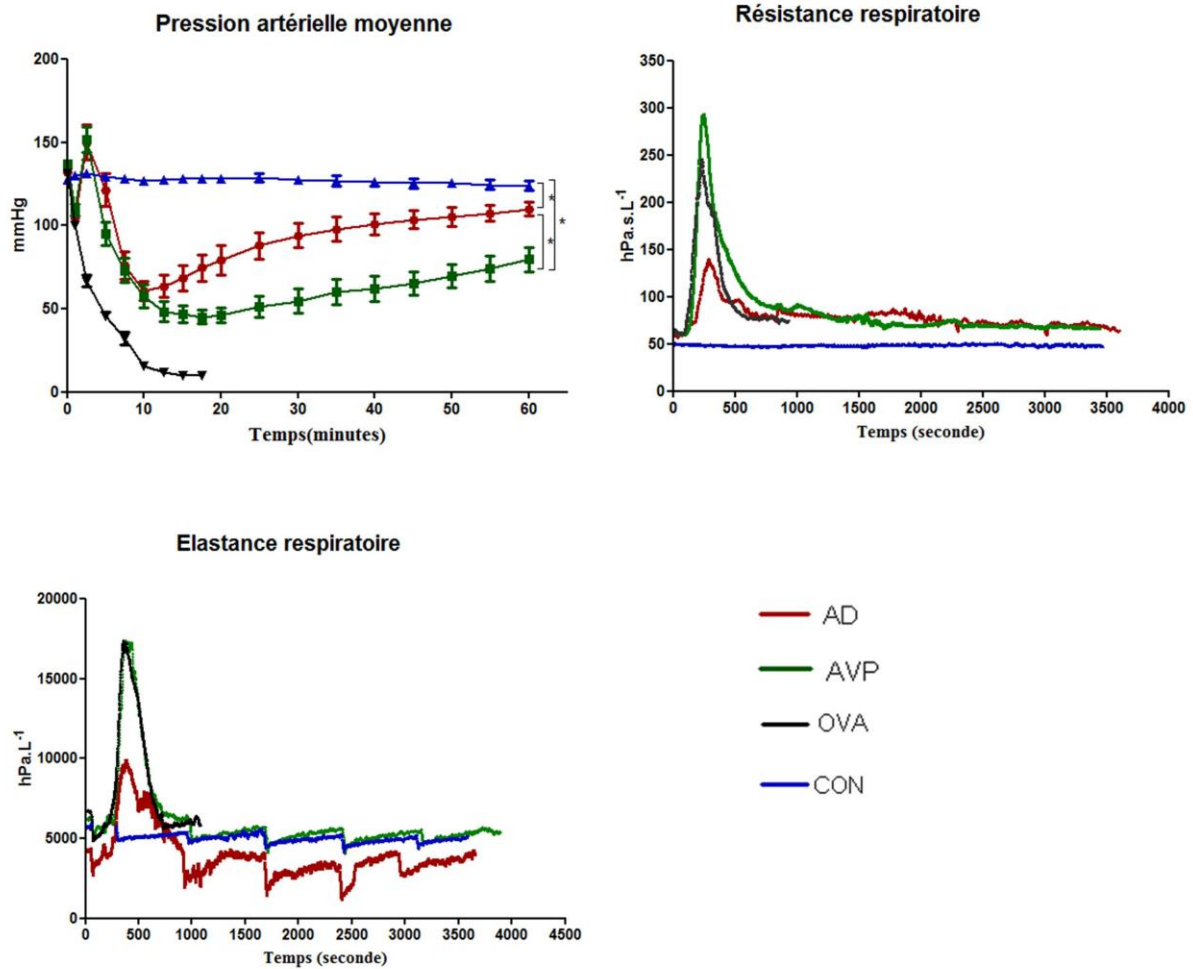 Pression artérielle moyenne
mmHg
200
150
100
50
0
0 10 20 30 40 50 60
Temps(minutes)
*
*
*
Résistance respiratoire
hPa.s.L-1
350
300
250
200
150
100
50
0
0 500 1000 1500 2000 2500 3000 3500 4000
Temps (seconde)
Elastance respiratoire
hPa.L-1
20000
15000
10000
5000
0
0 500 1000 1500 2000 2500 3000 3500 4000 4500
Temps (seconde)
AD
AVP
OVA
CON